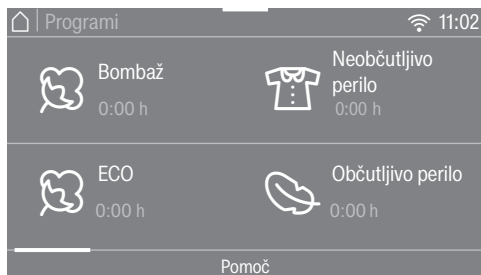 Programi 11:02
Bombaž
0:00 h
Neobčutljivo
perilo
0:00 h
ECO
0:00 h
Občutljivo perilo
0:00 h
Pomoč